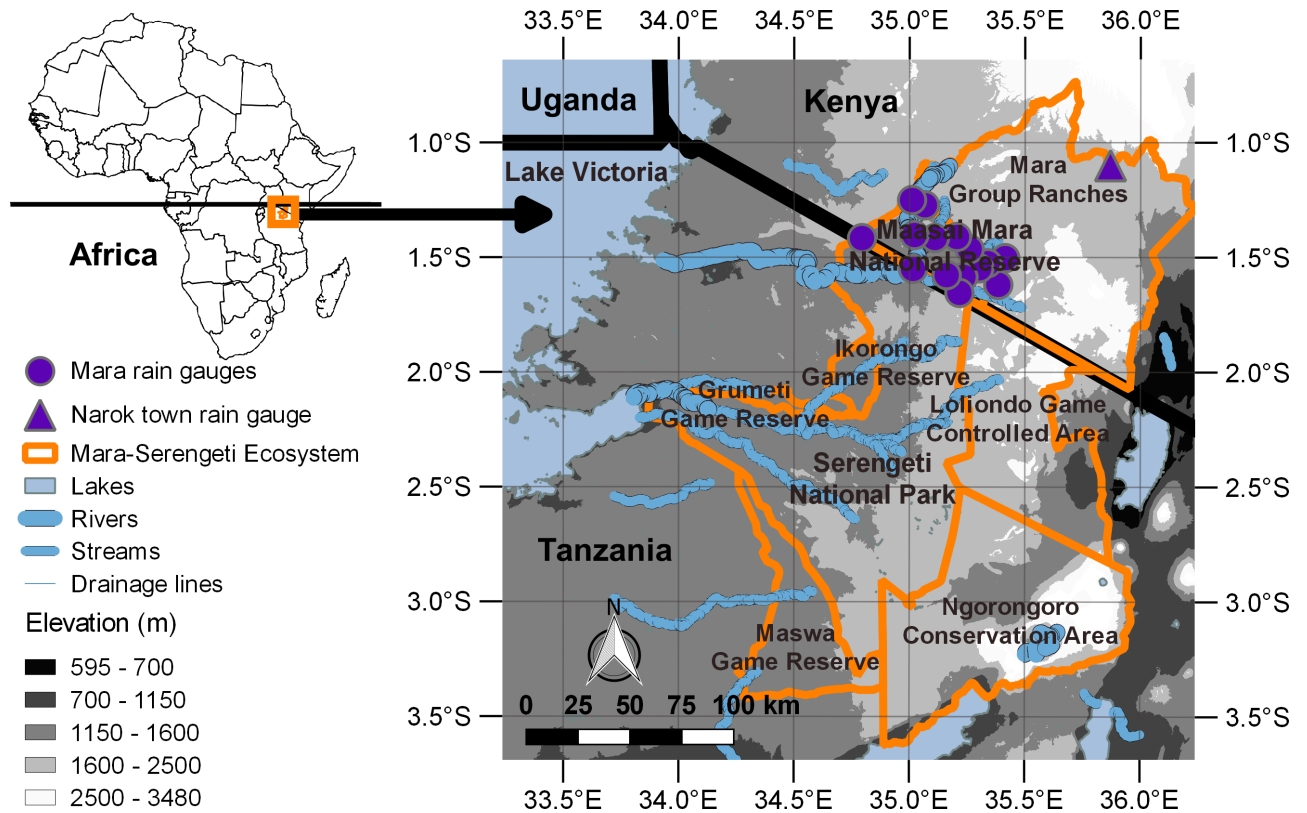 33.5°E 34.0°E 34.5°E 35.0°E 35.5°E 36.0°E
Uganda
Kenya
1.0°S
1.0°S
Lake Victoria
Mara
Group Ranches
Maasai Mara
National Reserve
Africa
1.5°S
1.5°S
Mara rain gauges
Narok town rain gauge
Mara-Serengeti Ecosystem
Lakes
Rivers
Streams
Drainage lines
Elevation (m)
595 - 700
700 - 1150
1150 - 1600
1600 - 2500
2500 - 3480
Ikorongo
Game Reserve
2.0°S
2.0°S
Grumeti
Game Reserve
Loliondo Game
Controlled Area
Serengeti
National Park
2.5°S
2.5°S
Tanzania
3.0°S
3.0°S
N
Ngorongoro
Conservation Area
Maswa
Game Reserve
0 25 50 75 100 km
3.5°S
3.5°S
33.5°E 34.0°E 34.5°E 35.0°E 35.5°E 36.0°E